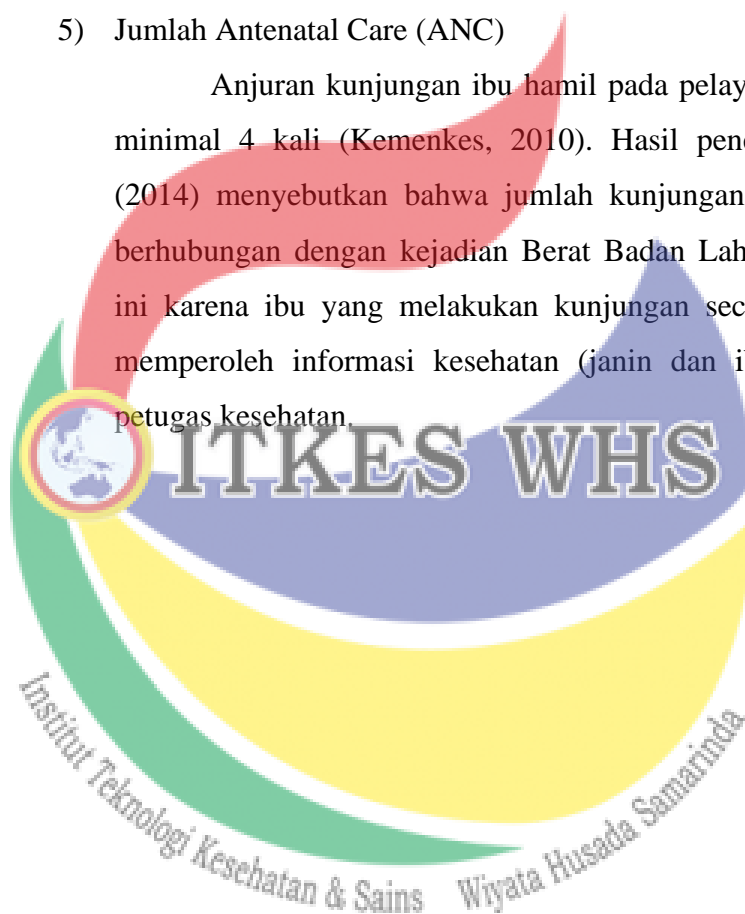 5) Jumlah Antenatal Care (ANC)
Anjuran kunjungan ibu hamil pada pelay
minimal 4 kali (Kemenkes, 2010). Hasil pene
(2014) menyebutkan bahwa jumlah kunjungan
berhubungan dengan kejadian Berat Badan Lah
ini karena ibu yang melakukan kunjungan sec
memperoleh informasi kesehatan (janin dan i
petugas kesehatan.
ITKES WHS
Institut Teknologi Kesehatan & Sains Wiyata Husada Samarinda